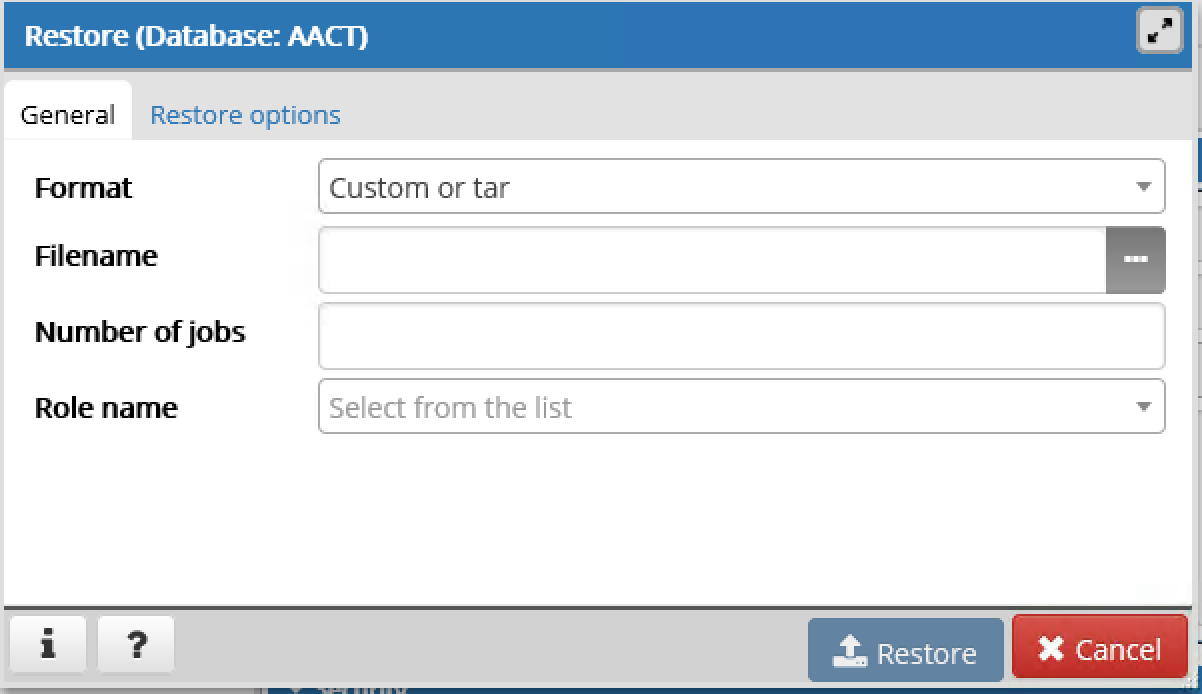 Restore (Database: AACT)
General Restore options
Format Custom or tar
Filename
Number of jobs
Role name Select from the list
i ? Restore Cancel